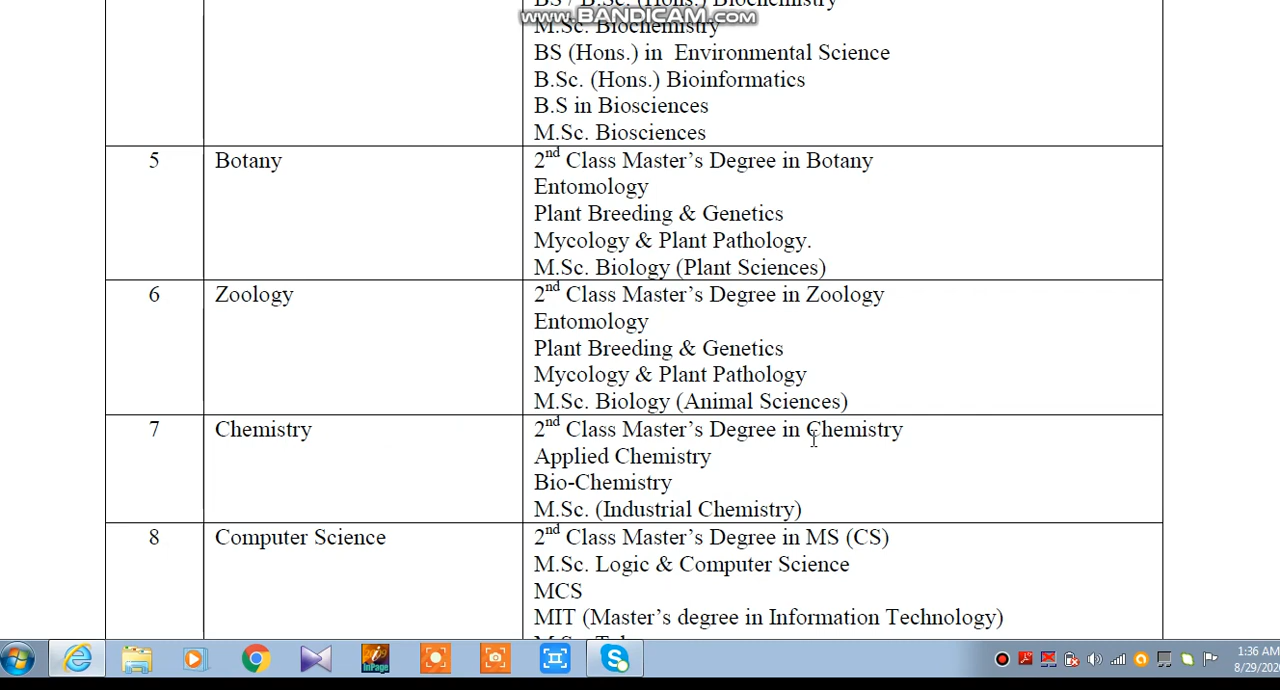 BS / B.Sc. (Hons.) Biochemistry
www.BANDICAM.com
M.Sc. Biochemistry
BS (Hons.) in Environmental Science
B.Sc. (Hons.) Bioinformatics
B.S in Biosciences
M.Sc. Biosciences
5 Botany 2nd Class Master’s Degree in Botany
Entomology
Plant Breeding & Genetics
Mycology & Plant Pathology.
M.Sc. Biology (Plant Sciences)
6 Zoology 2nd Class Master’s Degree in Zoology
Entomology
Plant Breeding & Genetics
Mycology & Plant Pathology
M.Sc. Biology (Animal Sciences)
7 Chemistry 2nd Class Master’s Degree in Chemistry
Applied Chemistry
Bio-Chemistry
M.Sc. (Industrial Chemistry)
8 Computer Science 2nd Class Master’s Degree in MS (CS)
M.Sc. Logic & Computer Science
MCS
MIT (Master’s degree in Information Technology)
InPage
1:36 AM
8/29/202